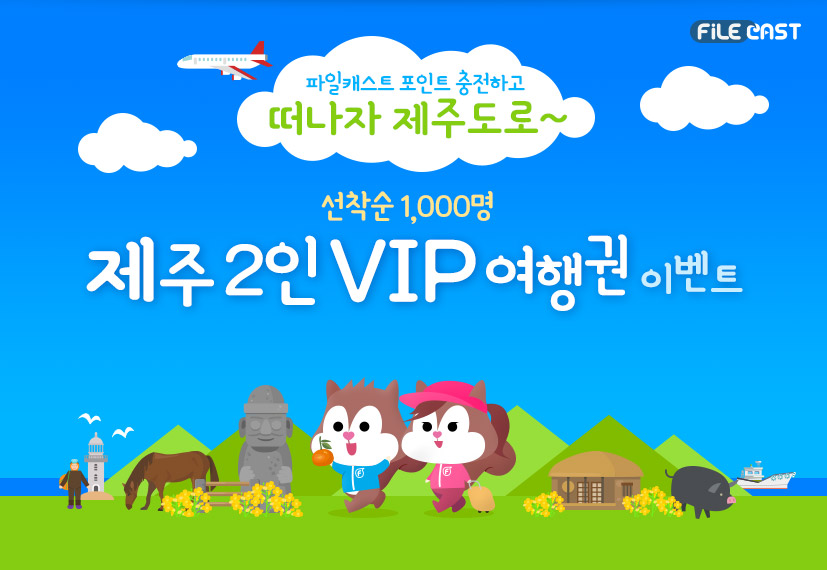 FiLE CAST
파일캐스트 포인트 충전하고
떠나자 제주도로~
선착순 1,000명
제주 2인 VIP 여행권 이벤트